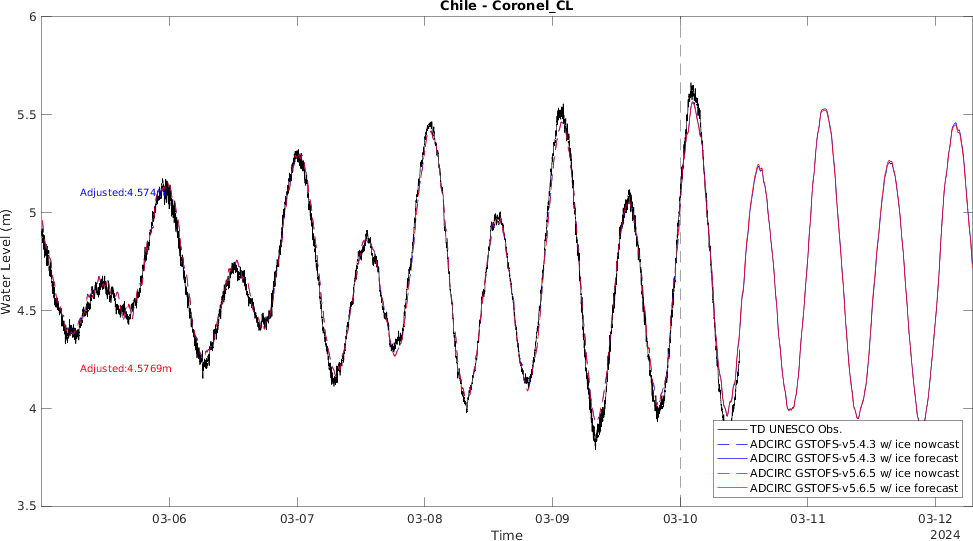 Chile - Coronel_CL
6
5.5
5
4.5
4
3.5
Water Level (m)
Adjusted:4.574m
Adjusted:4.5769m
TD UNESCO Obs.
ADCIRC GSTOFS-v5.4.3 w/ ice nowcast
ADCIRC GSTOFS-v5.4.3 w/ ice forecast
ADCIRC GSTOFS-v5.6.5 w/ ice nowcast
ADCIRC GSTOFS-v5.6.5 w/ ice forecast
03-06
03-07
03-08
03-09
03-10
03-11
03-12
Time
2024